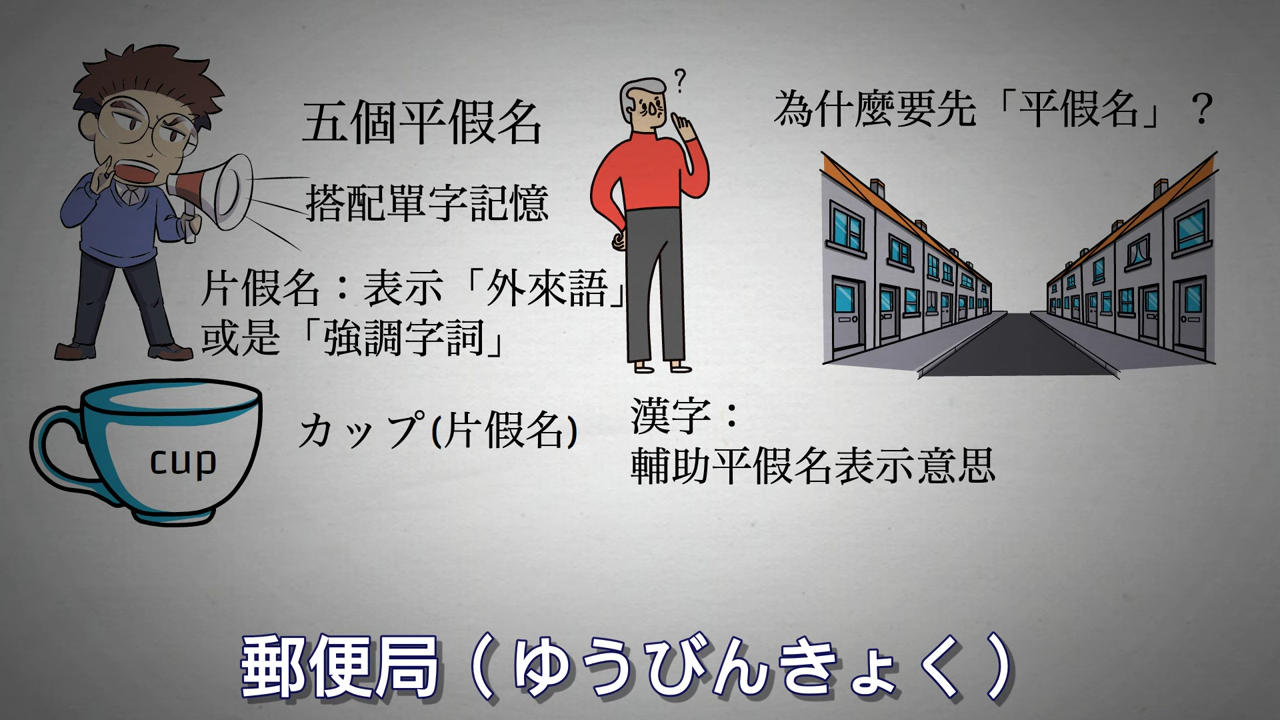 五個平假名
搭配單字記憶
片假名：表示「外來語」
或是「強調字詞」
?
為什麼要先「平假名」？
cup
カップ(片假名)
漢字：
輔助平假名表示意思
郵便局（ゆうびんきょく）